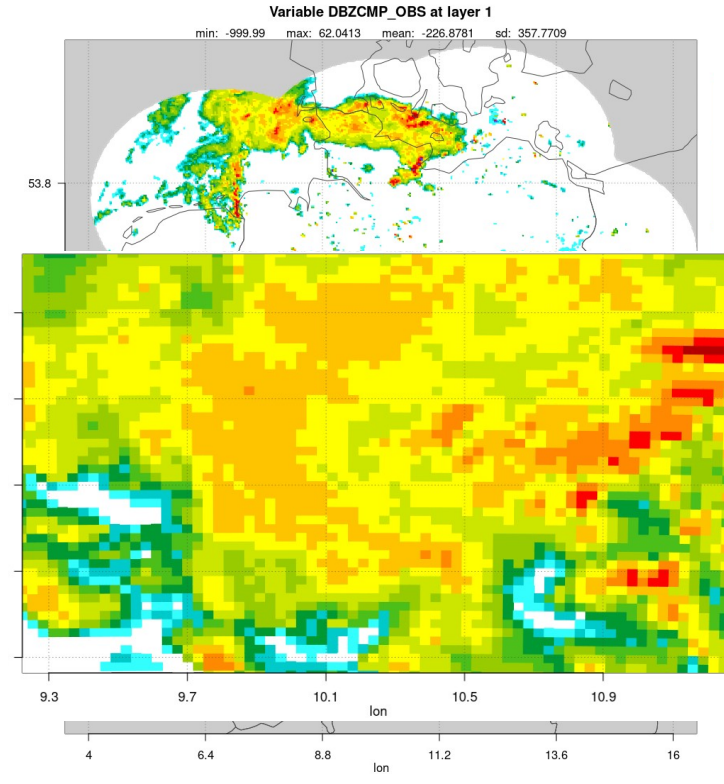 Variable DBZCMP_OBS at layer 1
min: -999.99 max: 62.0413 mean: -226.8781 sd: 357.7709
53.8
9.3 9.7 10.1 10.5 10.9
lon
4 6.4 8.8 11.2 13.6 16
lon